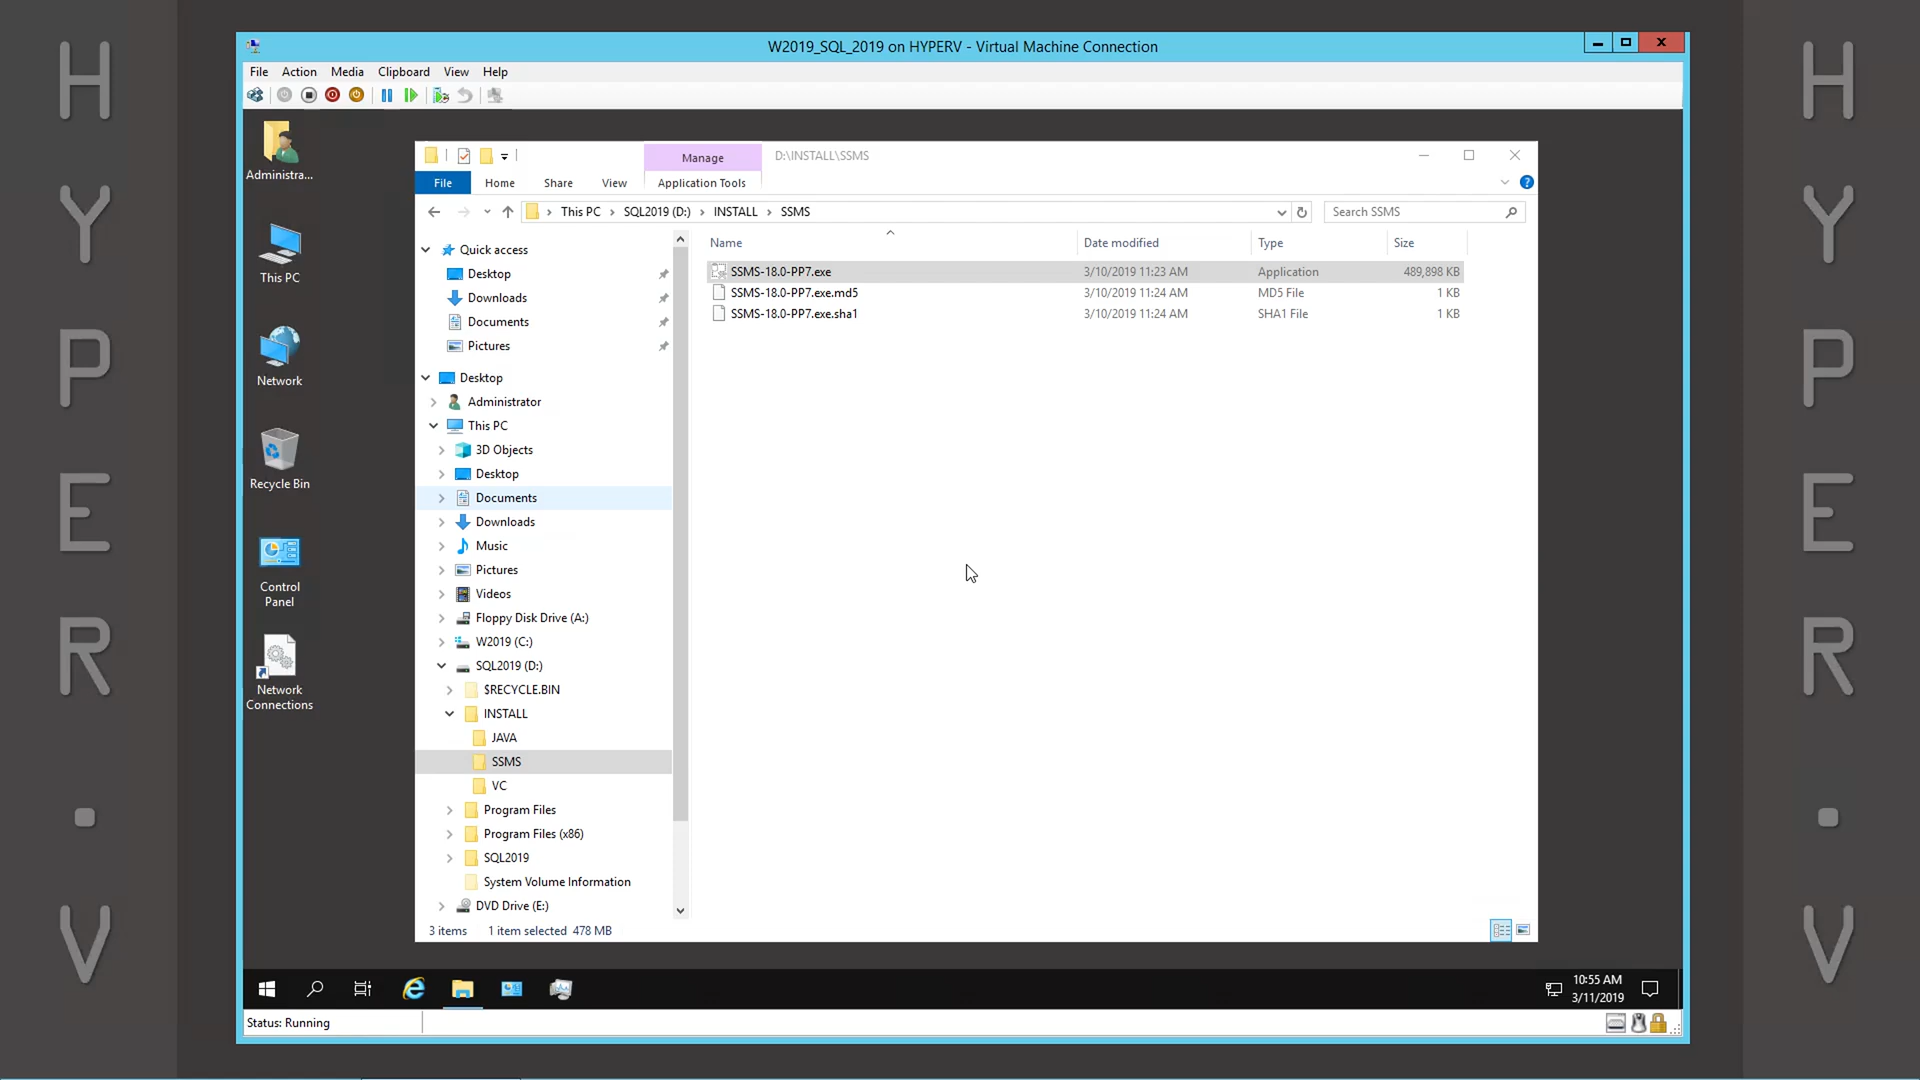 HYPER·V
W2019_SQL_2019 on HYPERV - Virtual Machine Connection
File Action Media Clipboard View Help
Administra...
This PC
Network
Recycle Bin
Control
Panel
Network
Connections
Manage D:\INSTALL\SSMS
File Home Share View Application Tools
This PC SQL2019 (D:) INSTALL SSMS
Search SSMS
Quick access
Desktop
Downloads
Documents
Pictures
Desktop
Administrator
This PC
3D Objects
Desktop
Documents
Downloads
Music
Pictures
Videos
Floppy Disk Drive (A:)
W2019 (C:)
SQL2019 (D:)
$RECYCLE.BIN
INSTALL
JAVA
SSMS
VC
Program Files
Program Files (x86)
SQL2019
System Volume Information
DVD Drive (E:)
Name Date modified Type Size
SSMS-18.0-PP7.exe 3/10/2019 11:23 AM Application 489,898 KB
SSMS-18.0-PP7.exe.md5 3/10/2019 11:24 AM MD5 File 1 KB
SSMS-18.0-PP7.exe.sha1 3/10/2019 11:24 AM SHA1 File 1 KB
3 items 1 item selected 478 MB
10:55 AM
3/11/2019
Status: Running
HYPER·V